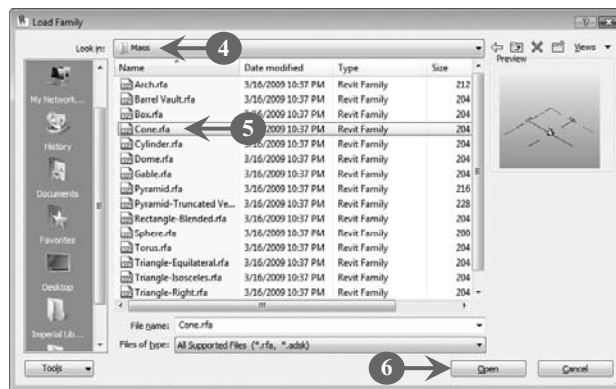 Load Family
Look in: Mass 4
Views
Preview
Name Date modified Type Size
Arch.rfa 3/16/2009 10:37 PM Revit Family 212
Barrel Vault.rfa 3/16/2009 10:37 PM Revit Family 204
Box.rfa 3/16/2009 10:37 PM Revit Family 204
Cone.rfa 5 2009 10:37 PM Revit Family 204
Cylinder.rfa 3/16/2009 10:37 PM Revit Family 204
Dome.rfa 3/16/2009 10:37 PM Revit Family 204
Gable.rfa 3/16/2009 10:37 PM Revit Family 204
Pyramid.rfa 3/16/2009 10:37 PM Revit Family 216
Pyramid-Truncated Ve... 3/16/2009 10:37 PM Revit Family 228
Rectangle-Blended.rfa 3/16/2009 10:37 PM Revit Family 204
Sphere.rfa 3/16/2009 10:37 PM Revit Family 200
Torus.rfa 3/16/2009 10:37 PM Revit Family 204
Triangle-Equilateral.rfa 3/16/2009 10:37 PM Revit Family 204
Triangle-Isosceles.rfa 3/16/2009 10:37 PM Revit Family 204
Triangle-Right.rfa 3/16/2009 10:37 PM Revit Family 204
My Network...
History
Documents
Favorites
Desktop
Imperial Lib...
File name: Cone.rfa
Files of type: All Supported Files (*.rfa, *.adsk)
Tools
6
Open
Cancel